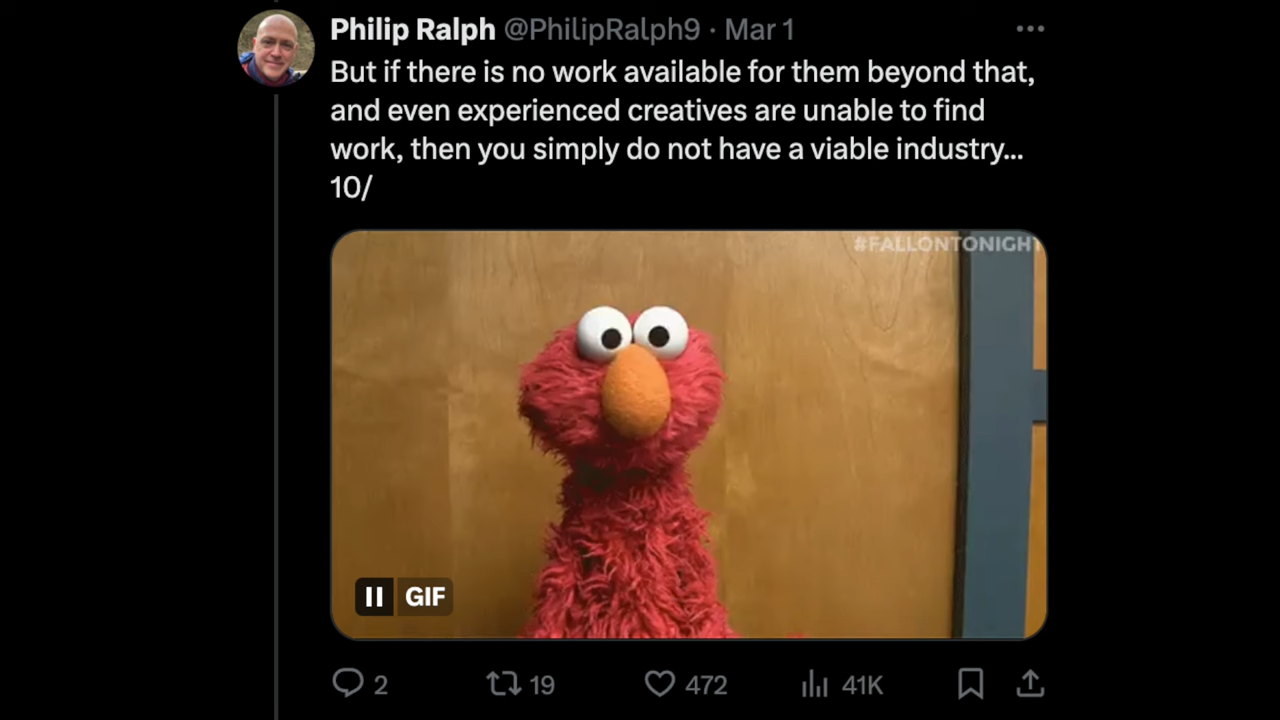 Philip Ralph @PhilipRalph9 · Mar 1
But if there is no work available for them beyond that,
and even experienced creatives are unable to find
work, then you simply do not have a viable industry...
10/
#FALLONTONIGHT
GIF
2 19 472 41K